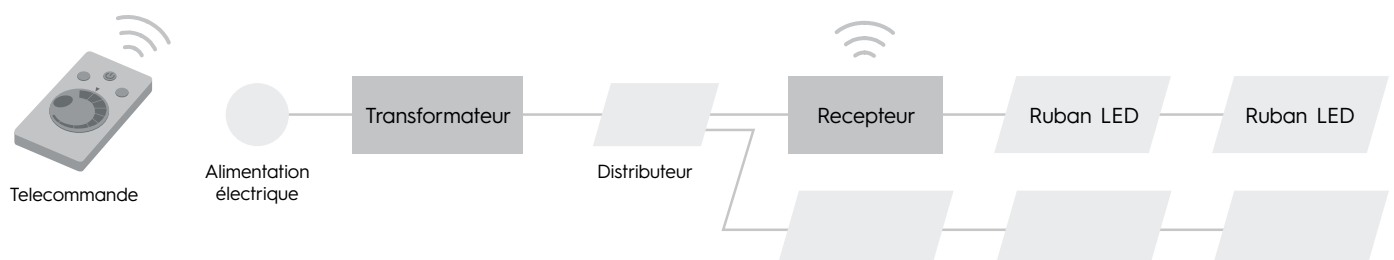 Transformateur
Recepteur
Ruban LED
Ruban LED
Alimentation
électrique
Distributeur
Telecommande